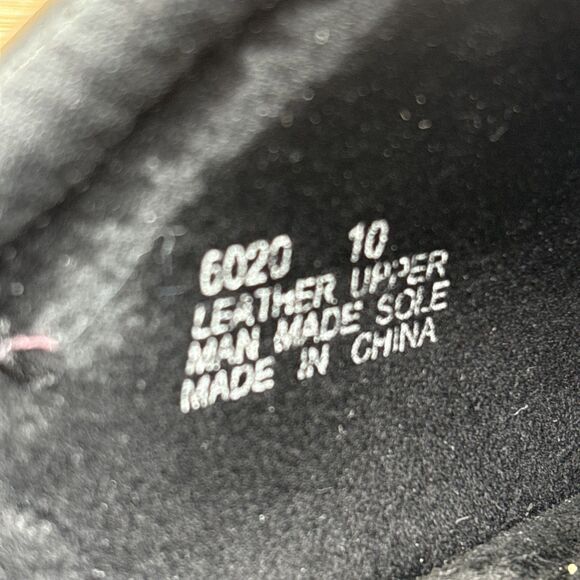 6020 10
LEATHER UPPER
MAN MADE SOLE
MADE IN CHINA